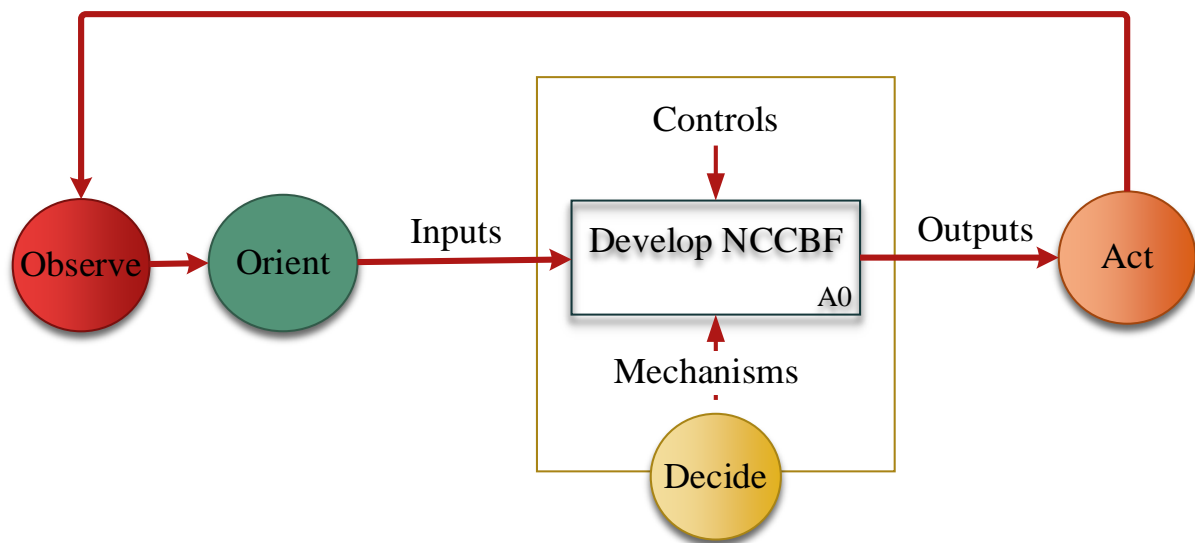 Controls
Observe
Orient
Inputs
Develop NCCBF
A0
Outputs
Act
Mechanisms
Decide